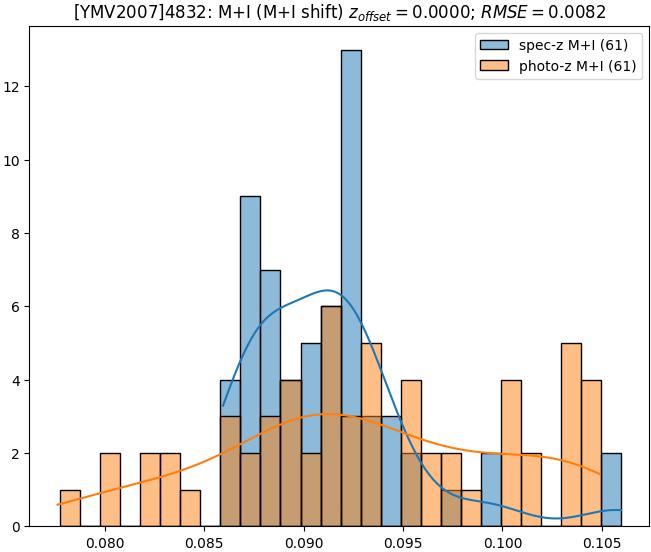 [YMV2007]4832: M+I (M+I shift) z_offset = 0.0000; RMSE = 0.0082
spec-z M+I (61)
photo-z M+I (61)
12
10
8
6
4
2
0
0.080 0.085 0.090 0.095 0.100 0.105